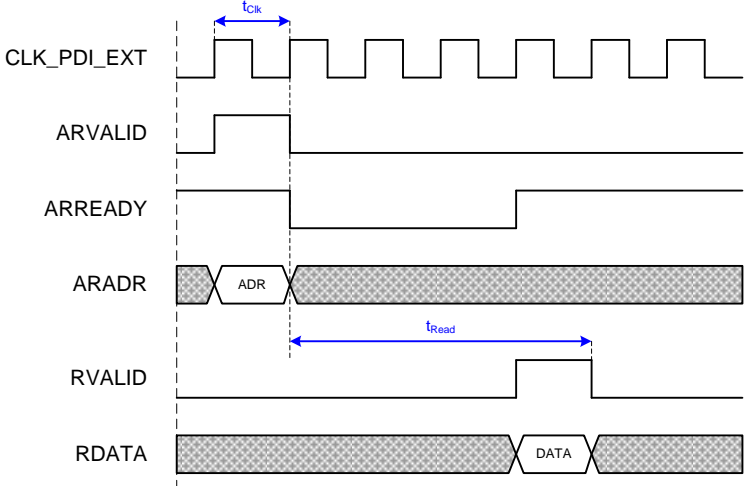 tClk
CLK_PDI_EXT
ARVALID
ARREADY
ARADR
ADR
tRead
RVALID
RDATA
DATA